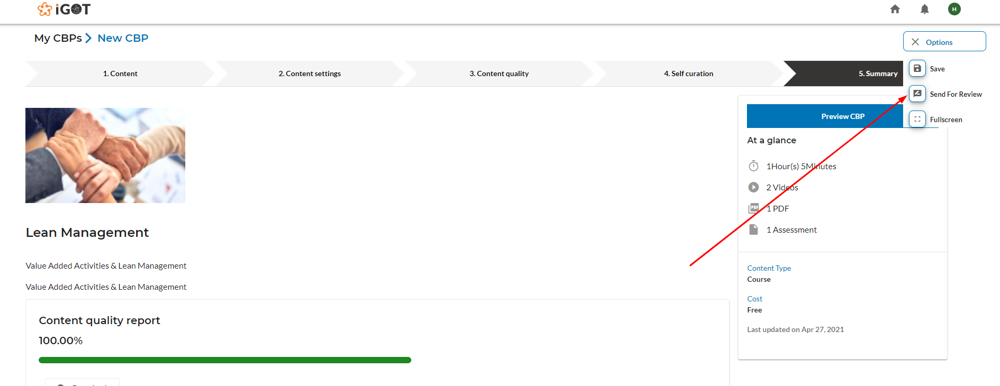 iGOT
H
My CBPs New CBP
Options
1. Content
2. Content settings
3. Content quality
4. Self curation
5. Summary
Save
Send For Review
Fullscreen
Preview CBP
At a glance
1Hour(s) 5Minutes
2 Videos
PDF
1 PDF
1 Assessment
Lean Management
Value Added Activities & Lean Management
Value Added Activities & Lean Management
Content Type
Course
Cost
Free
Last updated on Apr 27, 2021
Content quality report
100.00%